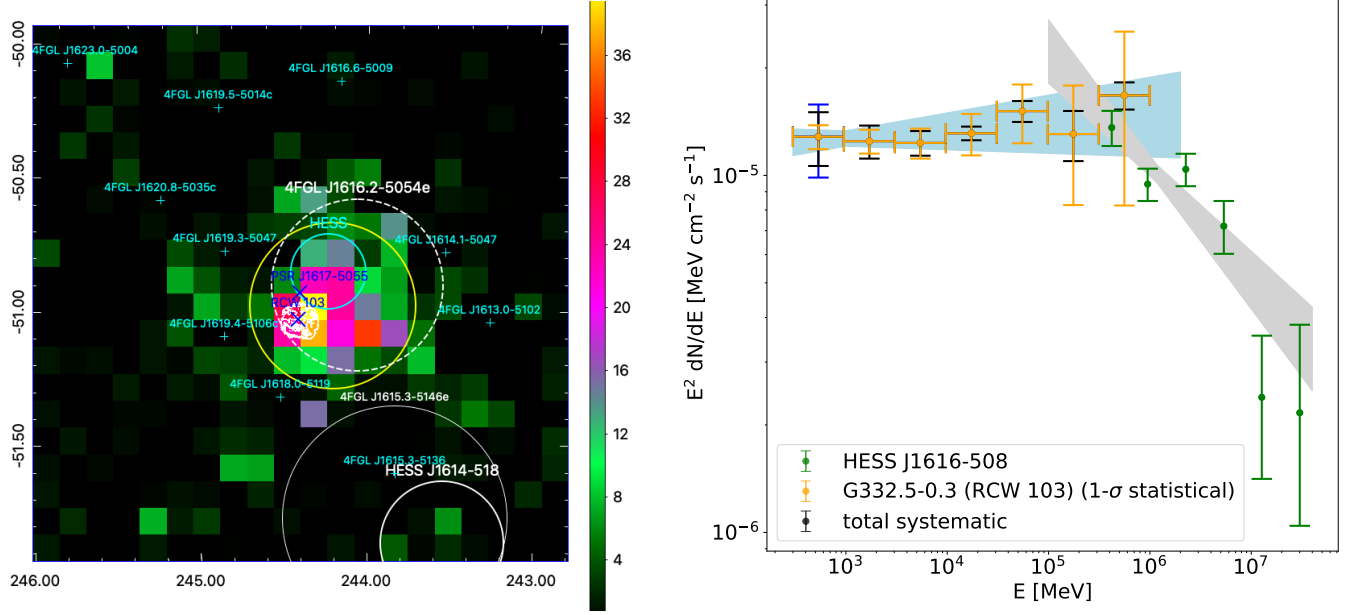 -50.00
-50.50
-51.00
-51.50
246.00
245.00
244.00
243.00
4FGL J1623.0-5004
4FGL J1616.6-5009
4FGL J1619.5-5014c
4FGL J1620.8-5035c
4FGL J1616.2-5054e
HESS
4FGL J1619.3-5047
4FGL J1614.1-5047
PSR J1617-5055
RCW 103
4FGL J1613.0-5102
4FGL J1619.4-5106c
4FGL J1618.0-5119
4FGL J1615.3-5146e
4FGL J1615.3-5136
HESS J1614-518
36
32
28
24
20
16
12
8
4
E² dN/dE [MeV cm⁻² s⁻¹]
10⁻⁵
10⁻⁶
HESS J1616-508
G332.5-0.3 (RCW 103) (1-σ statistical)
total systematic
10³
10⁴
10⁵
10⁶
10⁷
E [MeV]